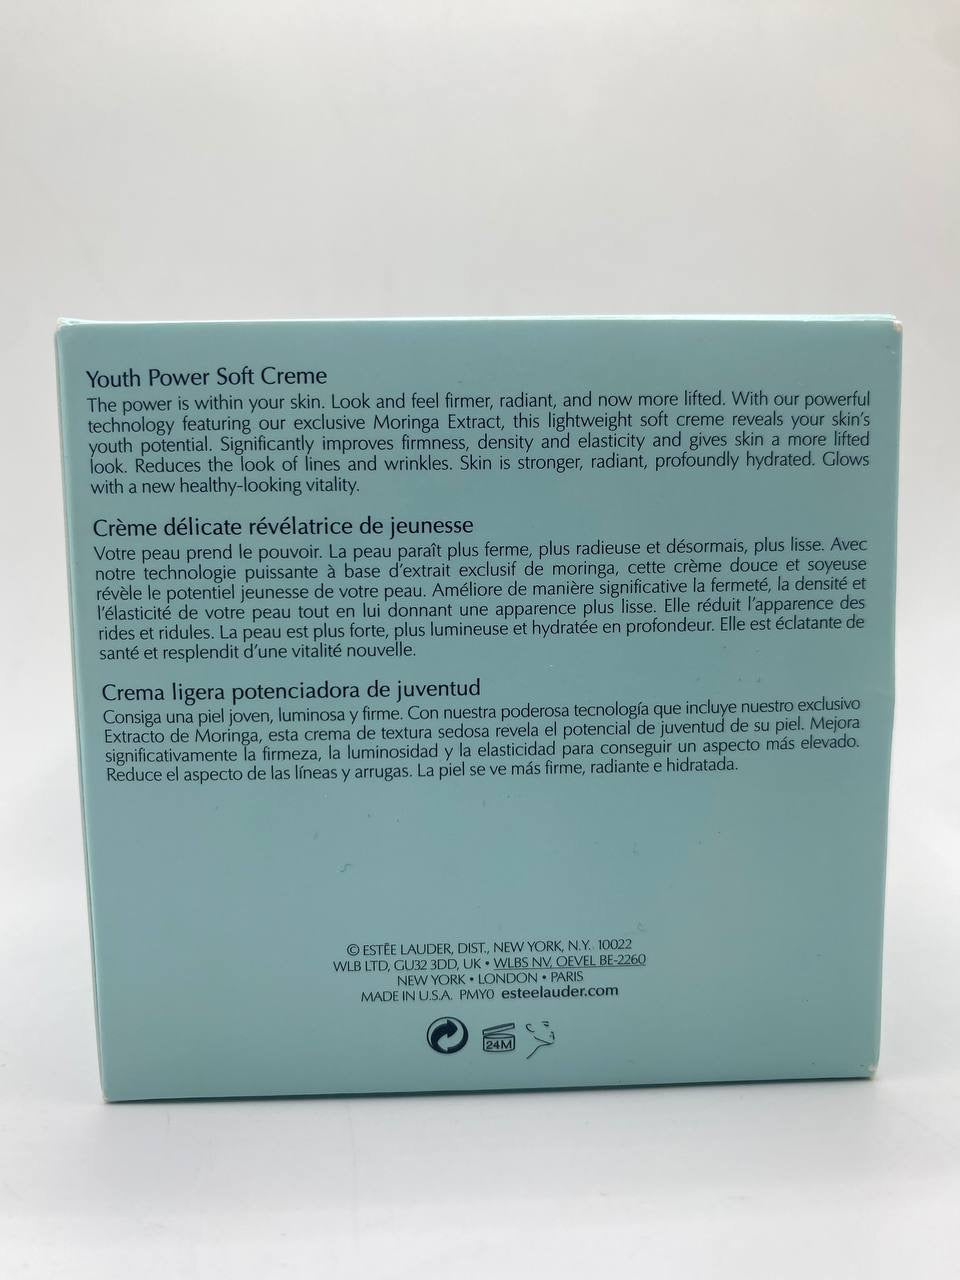 Youth Power Soft Creme
The power is within your skin. Look and feel firmer, radiant, and now more lifted. With our powerful
technology featuring our exclusive Moringa Extract, this lightweight soft creme reveals your skin's
youth potential. Significantly improves firmness, density and elasticity and gives skin a more lifted
look. Reduces the look of lines and wrinkles. Skin is stronger, radiant, profoundly hydrated. Glows
with a new healthy-looking vitality.
Crème délicate révélatrice de jeunesse
Votre peau prend le pouvoir. La peau paraît plus ferme, plus radieuse et désormais, plus lisse. Avec
notre technologie puissante à base d'extrait exclusif de moringa, cette crème douce et soyeuse
révèle le potentiel jeunesse de votre peau. Améliore de manière significative la fermeté, la densité et
l'élasticité de votre peau tout en lui donnant une apparence plus lisse. Elle réduit l'apparence des
rides et ridules. La peau est plus forte, plus lumineuse et hydratée en profondeur. Elle est éclatante de
santé et resplendit d'une vitalité nouvelle.
Crema ligera potenciadora de juventud
Consiga una piel joven, luminosa y firme. Con nuestra poderosa tecnología que incluye nuestro exclusivo
Extracto de Moringa, esta crema de textura sedosa revela el potencial de juventud de su piel. Mejora
significativamente la firmeza, la luminosidad y la elasticidad para conseguir un aspecto más elevado.
Reduce el aspecto de las líneas y arrugas. La piel se ve más firme, radiante e hidratada.
© ESTĒE LAUDER, DIST., NEW YORK, N.Y. 10022
WLB LTD, GU32 3DD, UK • WLBS NV, OEVEL BE-2260
NEW YORK • LONDON • PARIS
MADE IN U.S.A. PMY0 esteelauder.com
24M